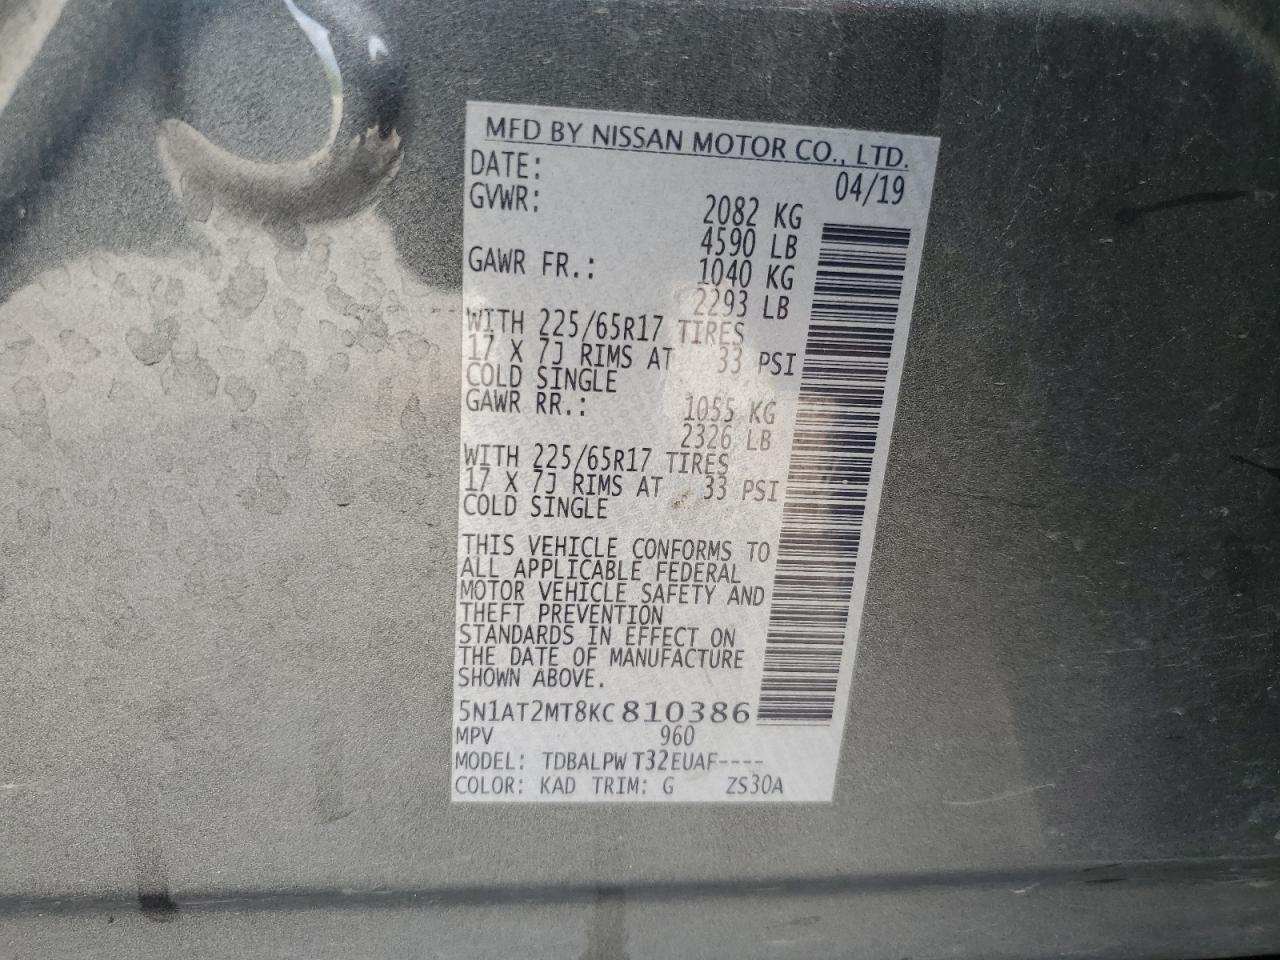 MFD BY NISSAN MOTOR CO., LTD.
DATE: 04/19
GVWR: 2082 KG
4590 LB
GAWR FR.: 1040 KG
2293 LB
WITH 225/65R17 TIRES
17 X 7J RIMS AT 33 PSI
COLD SINGLE
GAWR RR.: 1055 KG
2326 LB
WITH 225/65R17 TIRES
17 X 7J RIMS AT 33 PSI
COLD SINGLE
THIS VEHICLE CONFORMS TO
ALL APPLICABLE FEDERAL
MOTOR VEHICLE SAFETY AND
THEFT PREVENTION
STANDARDS IN EFFECT ON
THE DATE OF MANUFACTURE
SHOWN ABOVE.
5N1AT2MT8KC810386
MPV 960
MODEL: TDBALPW T32EUAF----
COLOR: KAD TRIM: G ZS30A